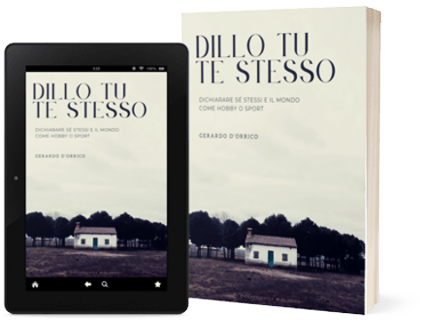 DILLO TU
TE STESSO
DICHIARARE SÉ STESSI E IL MONDO
COME HOBBY O SPORT
GERARDO D'ORRICO
DILLO TU
TE STESSO
DICHIARARE SÉ STESSI E IL MONDO
COME HOBBY O SPORT
GERARDO D'ORRICO